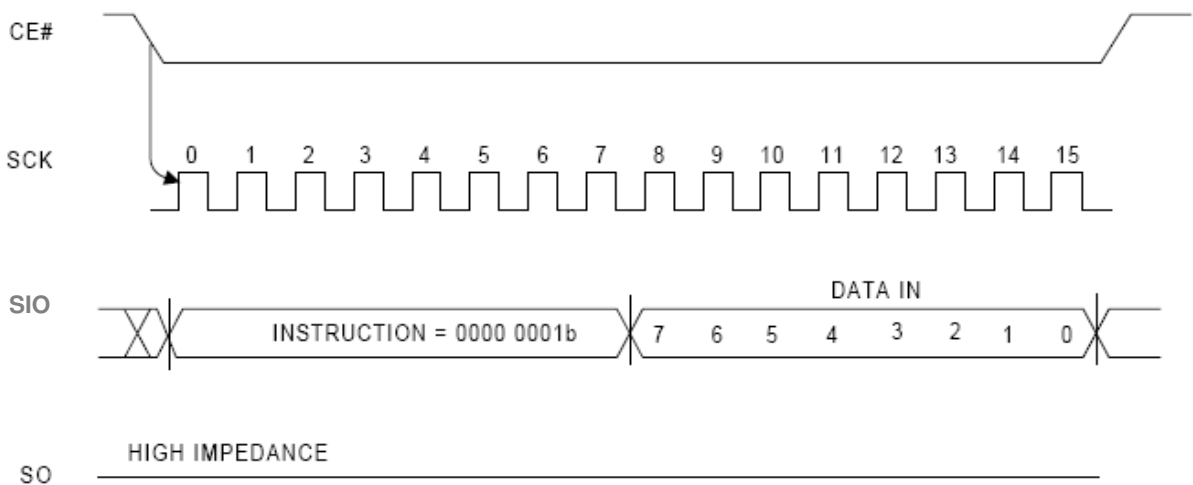 CE#
SCK
0 1 2 3 4 5 6 7 8 9 10 11 12 13 14 15
DATA IN
SIO
INSTRUCTION = 0000 0001b 7 6 5 4 3 2 1 0
HIGH IMPEDANCE
SO